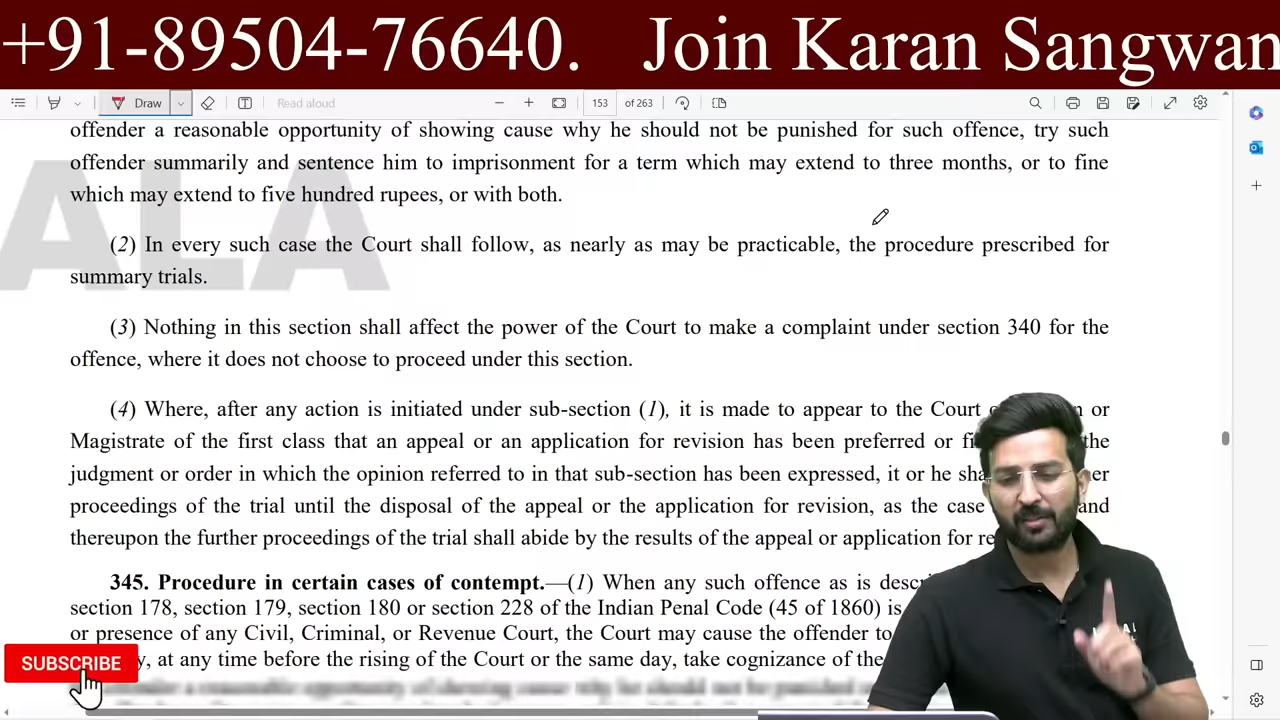 +91-89504-76640. Join Karan Sangwan
Draw
Read aloud
153 of 263
offender a reasonable opportunity of showing cause why he should not be punished for such offence, try such
offender summarily and sentence him to imprisonment for a term which may extend to three months, or to fine
which may extend to five hundred rupees, or with both.
ALA
(2) In every such case the Court shall follow, as nearly as may be practicable, the procedure prescribed for
summary trials.
(3) Nothing in this section shall affect the power of the Court to make a complaint under section 340 for the
offence, where it does not choose to proceed under this section.
(4) Where, after any action is initiated under sub-section (1), it is made to appear to the Court or
Magistrate of the first class that an appeal or an application for revision has been preferred or the
judgment or order in which the opinion referred to in that sub-section has been expressed, it or he
proceedings of the trial until the disposal of the appeal or the application for revision, as the case and
thereupon the further proceedings of the trial shall abide by the results of the appeal or application for
345. Procedure in certain cases of contempt.—(1) When any such offence as is
section 178, section 179, section 180 or section 228 of the Indian Penal Code (45 of 1860) is
or presence of any Civil, Criminal, or Revenue Court, the Court may cause the offender to
at any time before the rising of the Court or the same day, take cognizance of the
SUBSCRIBE